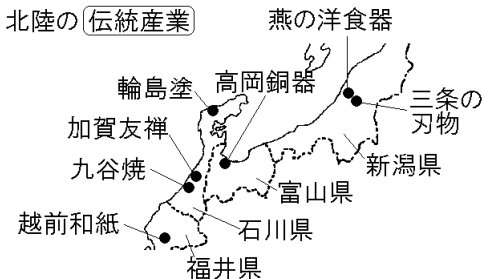 北陸の伝統産業
燕の洋食器
輪島塗
高岡銅器
三条の
刃物
加賀友禅
九谷焼
新潟県
富山県
越前和紙
石川県
福井県